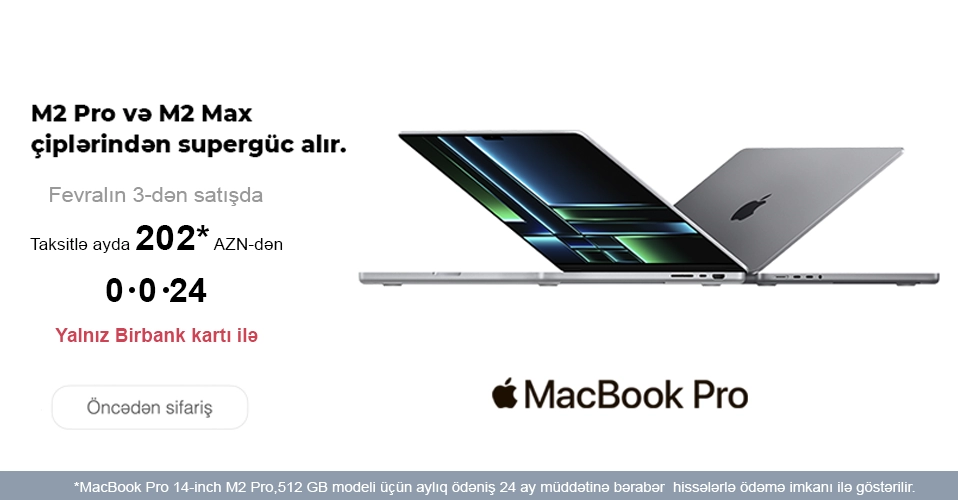 M2 Pro və M2 Max
çiplərindən supergüc alır.
Fevralın 3-dən satışda
Taksitlə ayda 202* AZN-dən
0·0·24
Yalnız Birbank kartı ilə
Öncədən sifariş
MacBook Pro
*MacBook Pro 14-inch M2 Pro,512 GB modeli üçün aylıq ödəniş 24 ay müddətinə bərabər hissələrlə ödəmə imkanı ilə göstərilir.